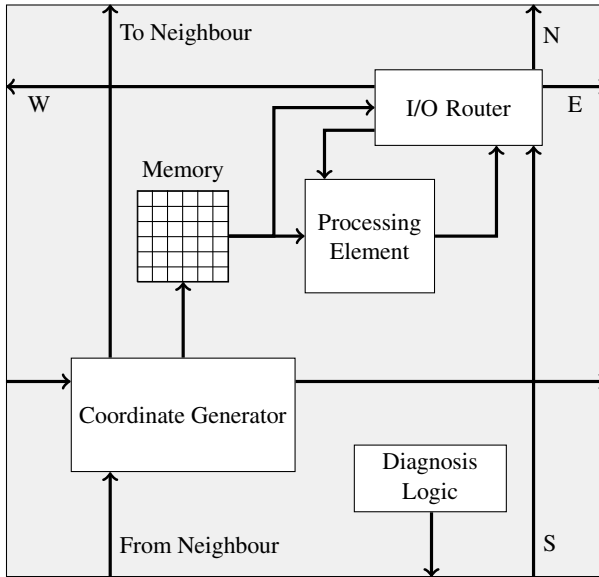 To Neighbour
N
W
I/O Router
E
Memory
Processing
Element
Coordinate Generator
Diagnosis
Logic
From Neighbour
S